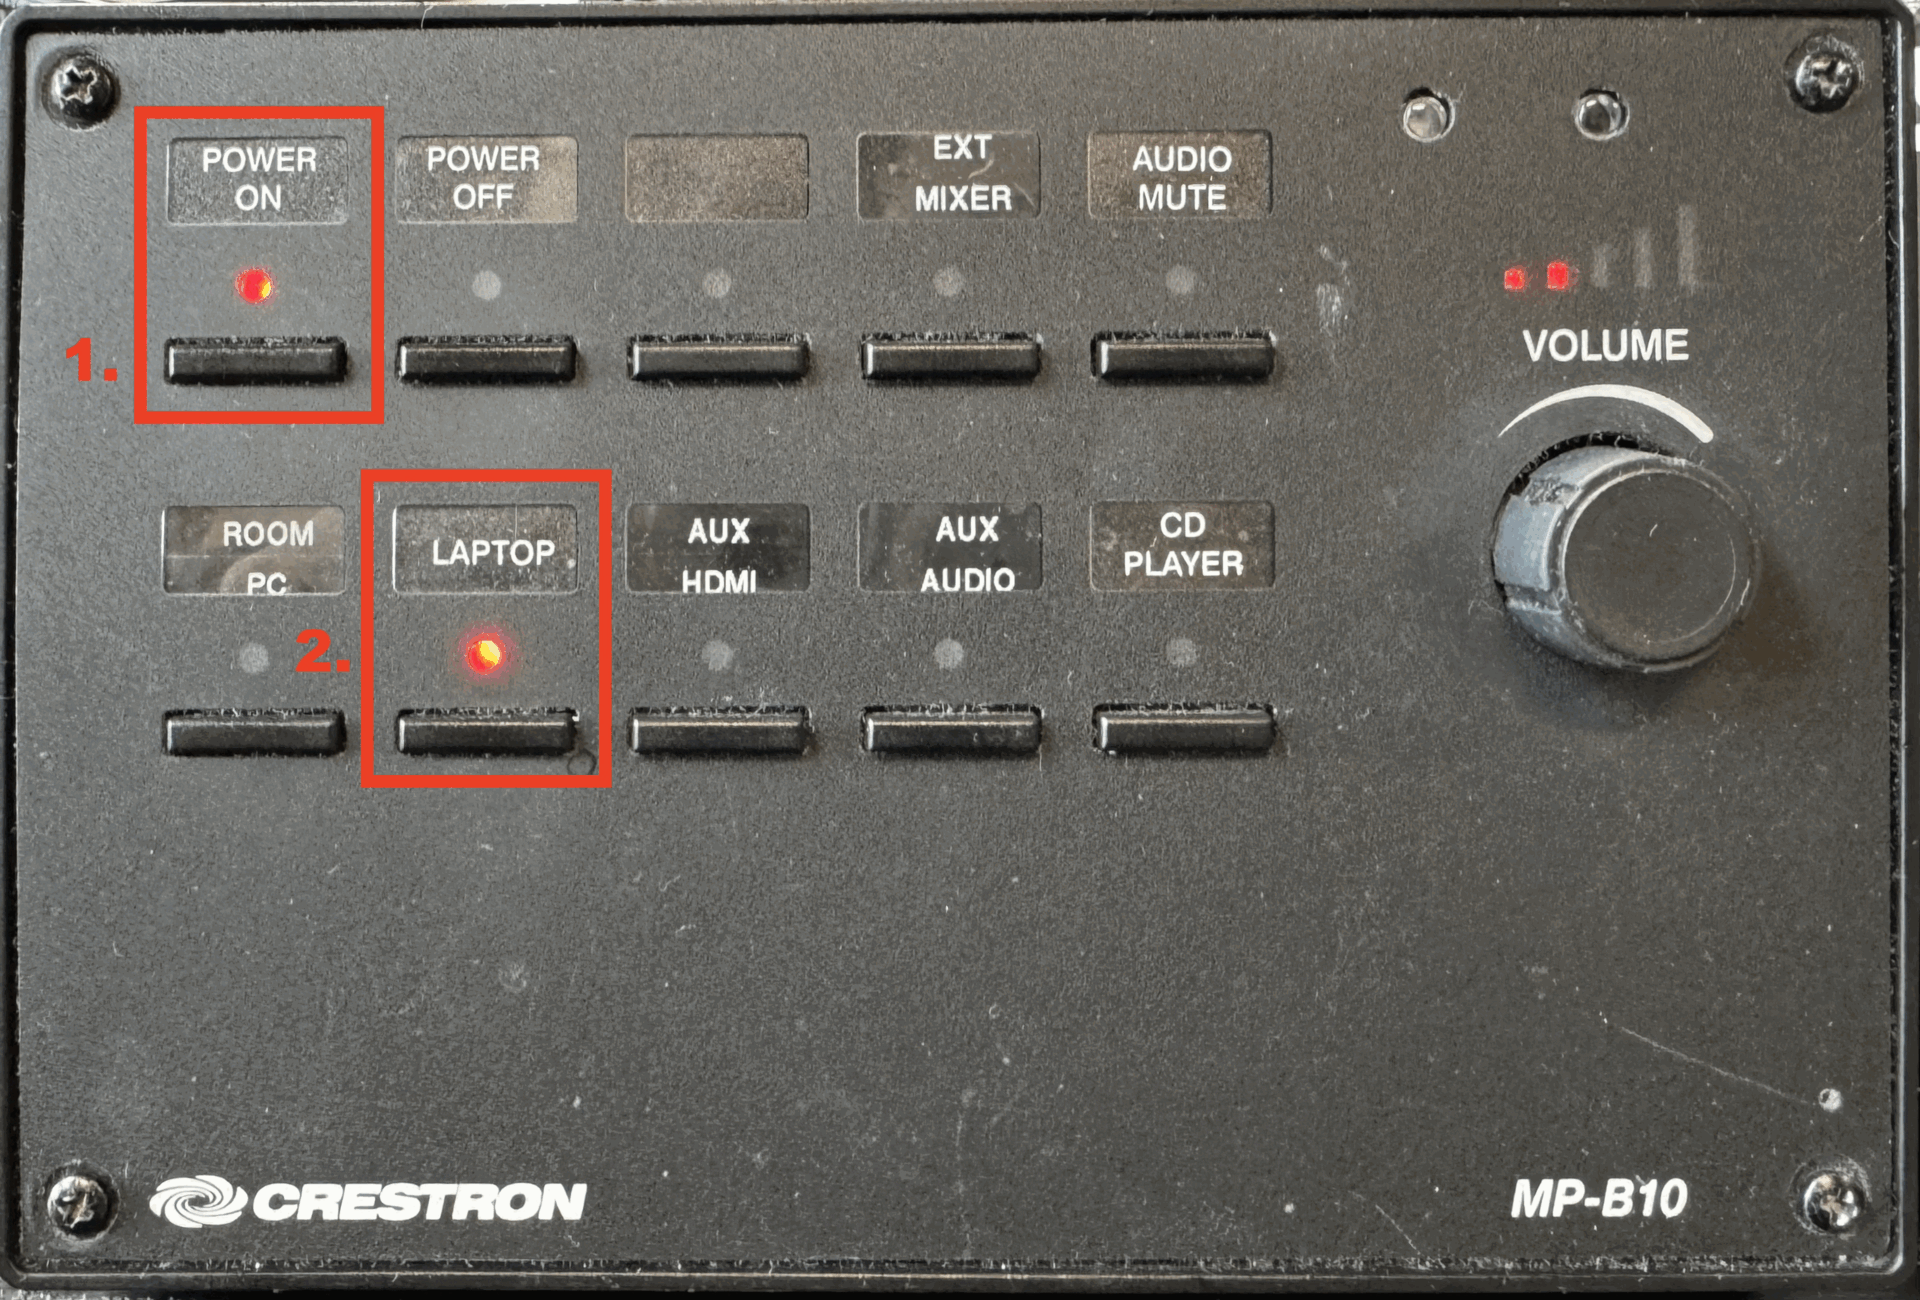 POWER
ON
POWER
OFF
EXT
MIXER
AUDIO
MUTE
VOLUME
1.
ROOM
PC
LAPTOP
AUX
HDMI
AUX
AUDIO
CD
PLAYER
2.
CRESTRON
MP-B10